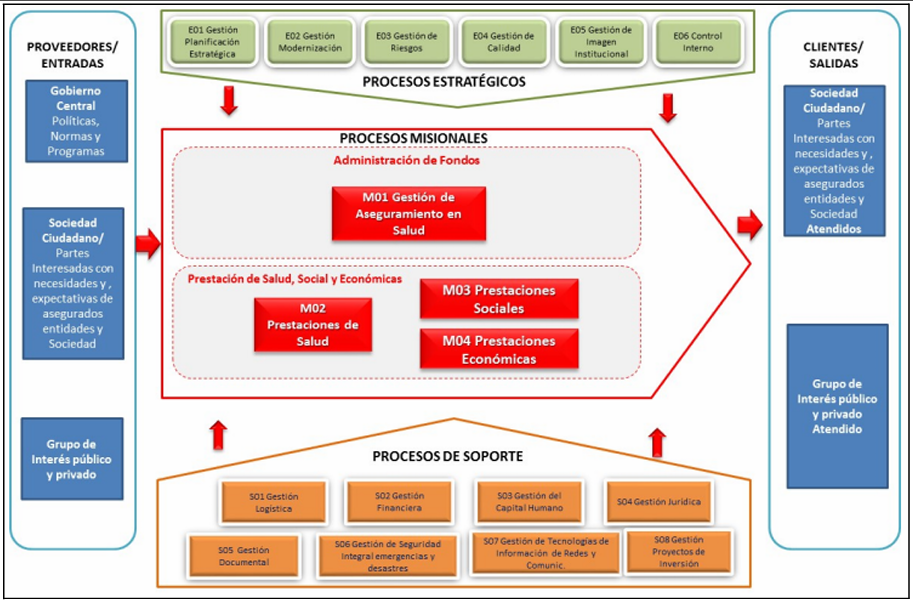 PROVEEDORES/
ENTRADAS
Gobierno
Central
Políticas,
Normas y
Programas
Sociedad
Ciudadano/
Partes
Interesadas con
necesidades y ,
expectativas de
asegurados
entidades y
Sociedad
Grupo de
Interés público
y privado
E01 Gestión
Planificación
Estratégica
E02 Gestión
Modernización
E03 Gestión de
Riesgos
E04 Gestión de
Calidad
E05 Gestión de
Imagen
Institucional
E06 Control
Interno
PROCESOS ESTRATÉGICOS
PROCESOS MISIONALES
Administración de Fondos
M01 Gestión de
Aseguramiento en
Salud
Prestación de Salud, Social y Económicas
M02
Prestaciones de
Salud
M03 Prestaciones
Sociales
M04 Prestaciones
Económicas
PROCESOS DE SOPORTE
S01 Gestión
Logística
S02 Gestión
Financiera
S03 Gestión del
Capital Humano
S04 Gestión Jurídica
S05 Gestión
Documental
S06 Gestión de Seguridad
Integral emergencias y
desastres
S07 Gestión de Tecnologías de
Información de Redes y
Comunic.
S08 Gestión
Proyectos de
Inversión
CLIENTES/
SALIDAS
Sociedad
Ciudadano/
Partes
Interesadas con
necesidades y ,
expectativas de
asegurados
entidades y
Sociedad
Atendidos
Grupo de
Interés público
y privado
Atendido